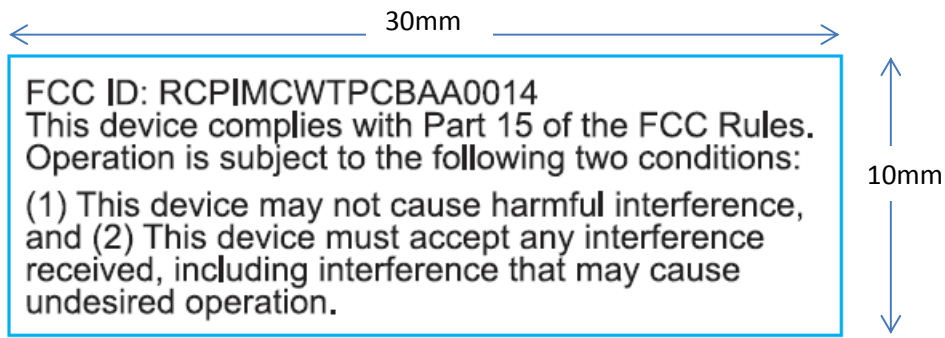 30mm
FCC ID: RCPIMCWTPCBAA0014
This device complies with Part 15 of the FCC Rules.
Operation is subject to the following two conditions:
(1) This device may not cause harmful interference,
and (2) This device must accept any interference
received, including interference that may cause
undesired operation.
10mm